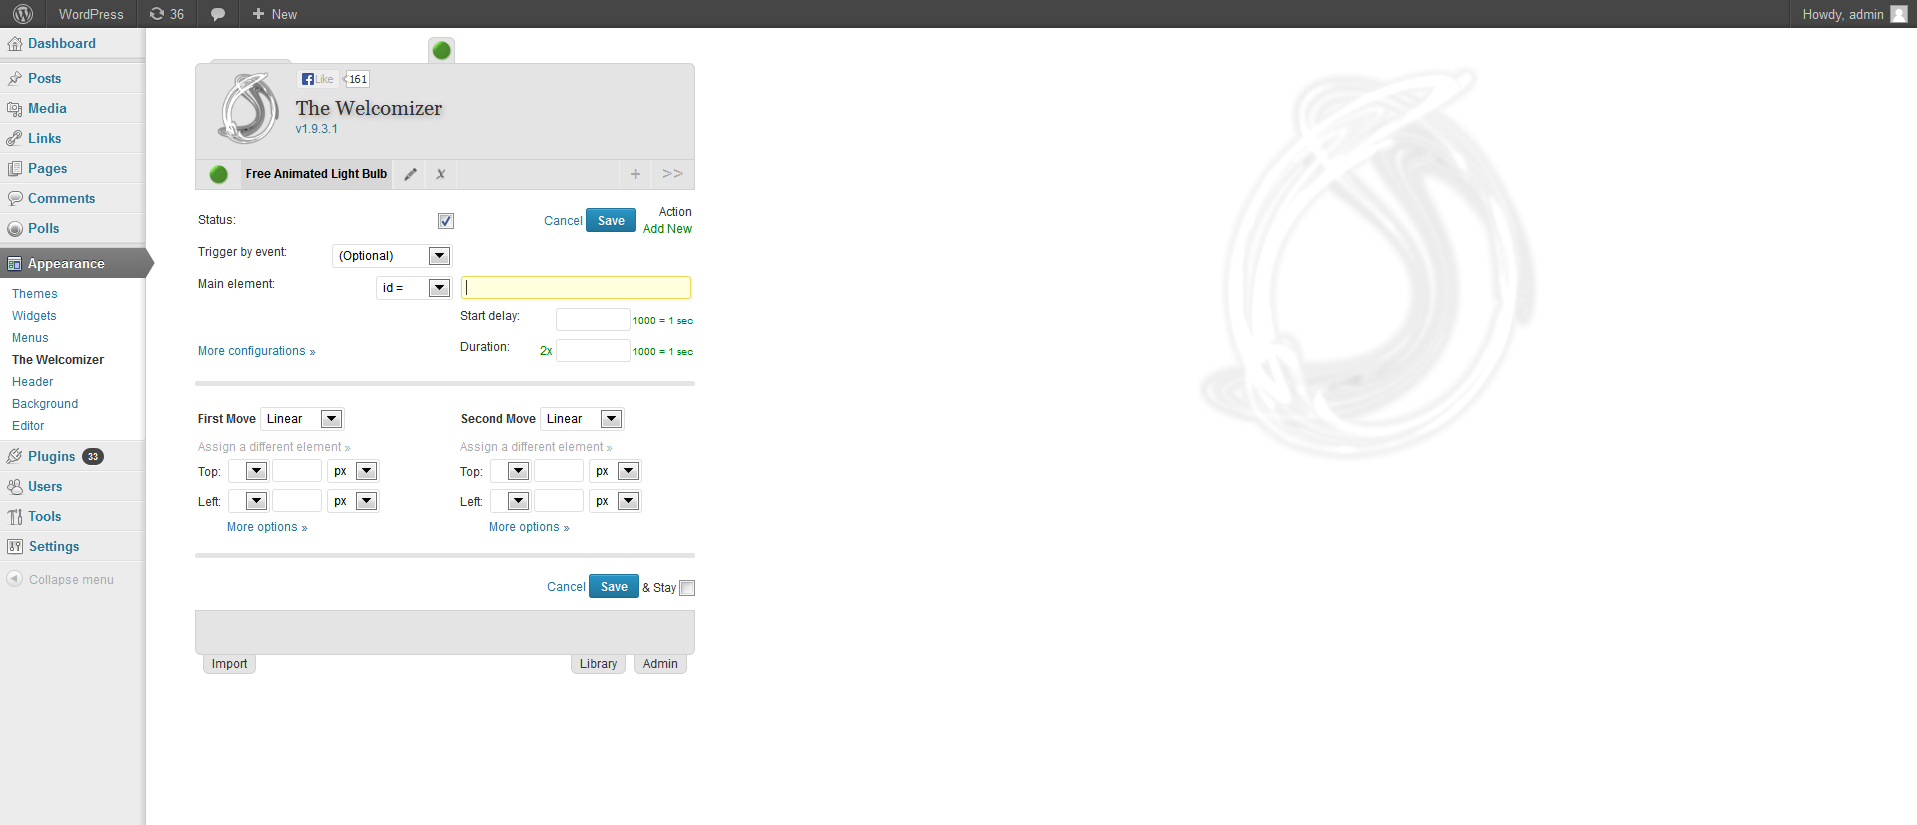 WordPress 36 New Howdy, admin
Dashboard
Posts
Media
Links
Pages
Comments
Polls
Appearance
Themes
Widgets
Menus
The Welcomizer
Header
Background
Editor
Plugins 33
Users
Tools
Settings
Collapse menu
Like 161
The Welcomizer
v1.9.3.1
Free Animated Light Bulb x + >>
Status: Cancel Save Action
Add New
Trigger by event: (Optional)
Main element: id =
Start delay: 1000 = 1 sec
More configurations » Duration: 2x 1000 = 1 sec
First Move Linear Second Move Linear
Assign a different element » Assign a different element »
Top: px Top: px
Left: px Left: px
More options » More options »
Cancel Save & Stay
Import Library Admin